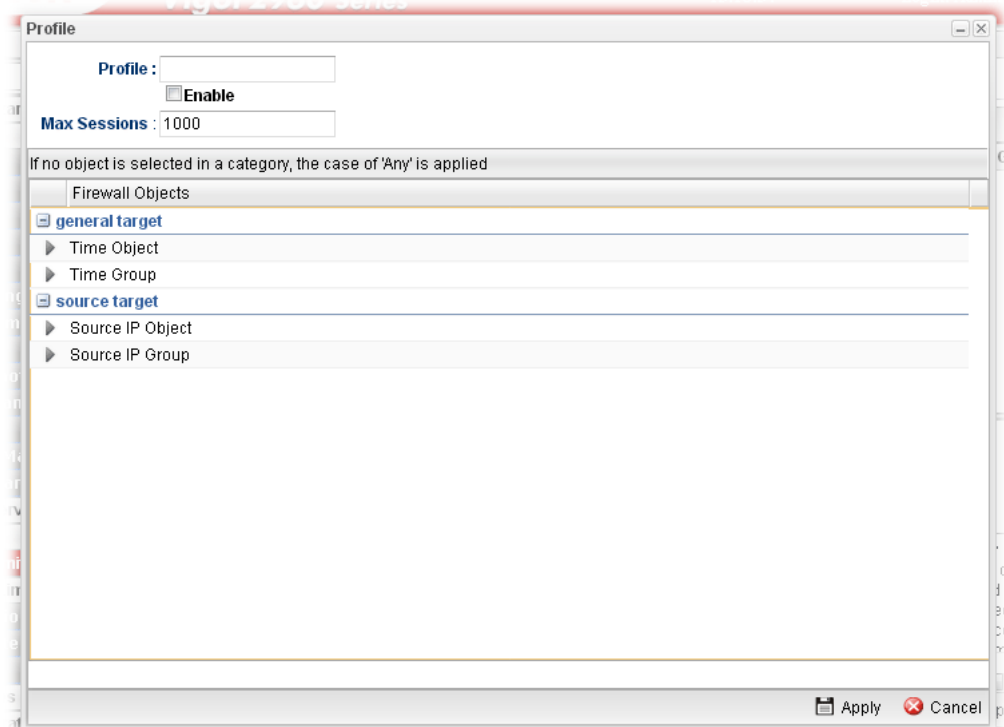 Profile
Profile :
Enable
Max Sessions : 1000
If no object is selected in a category, the case of 'Any' is applied
Firewall Objects
general target
Time Object
Time Group
source target
Source IP Object
Source IP Group
Apply Cancel